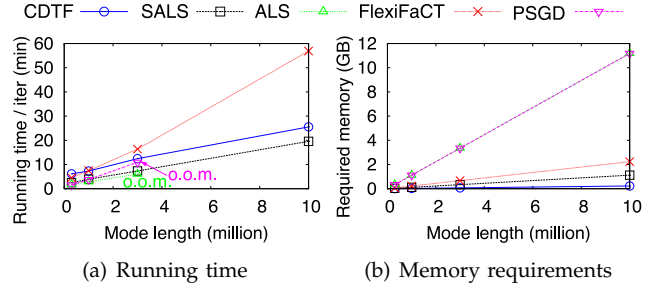 CDTF SALS ALS FlexiFaCT PSGD
Running time / iter (min)
60
50
40
30
20
10
0
o.o.m.
o.o.m.
0 2 4 6 8 10
Mode length (million)
(a) Running time
Required memory (GB)
12
10
8
6
4
2
0
0 2 4 6 8 10
Mode length (million)
(b) Memory requirements